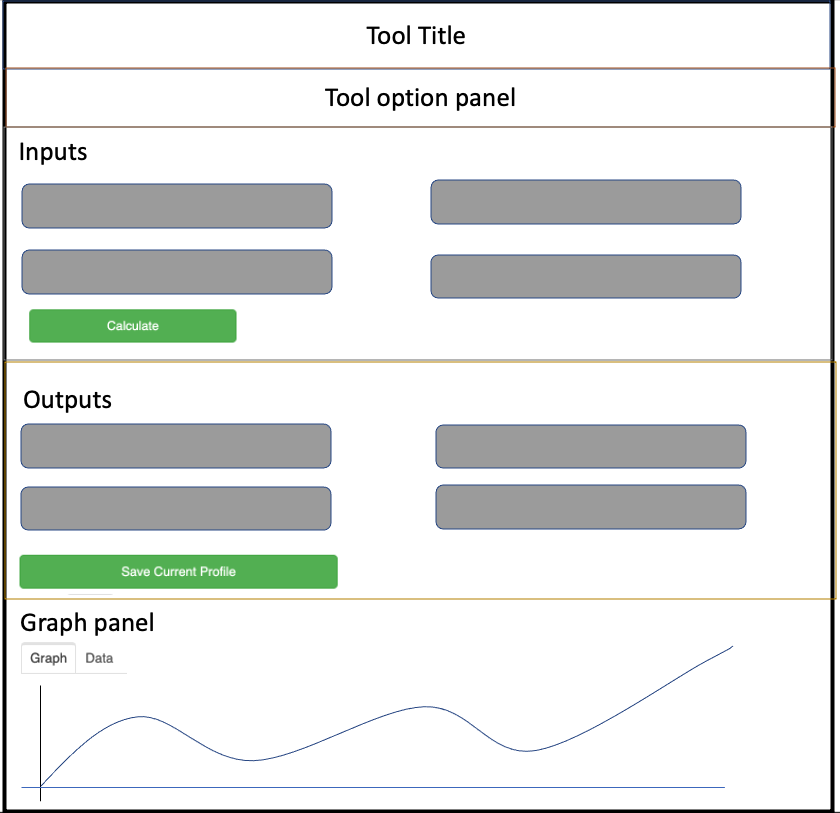 Tool Title
Tool option panel
Inputs
Calculate
Outputs
Save Current Profile
Graph panel
Graph Data